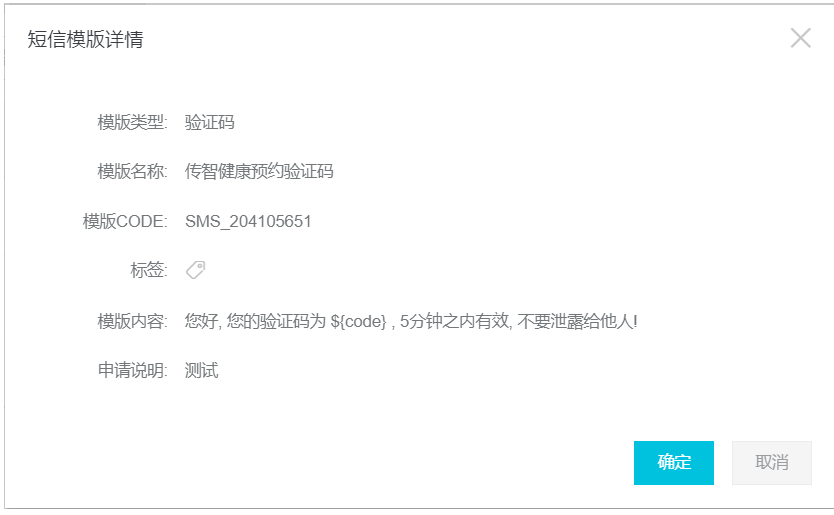 短信模版详情
模版类型: 验证码
模版名称: 传智健康预约验证码
模版CODE: SMS_204105651
标签:
模版内容: 您好, 您的验证码为 ${code} , 5分钟之内有效, 不要泄露给他人!
申请说明: 测试
确定 取消